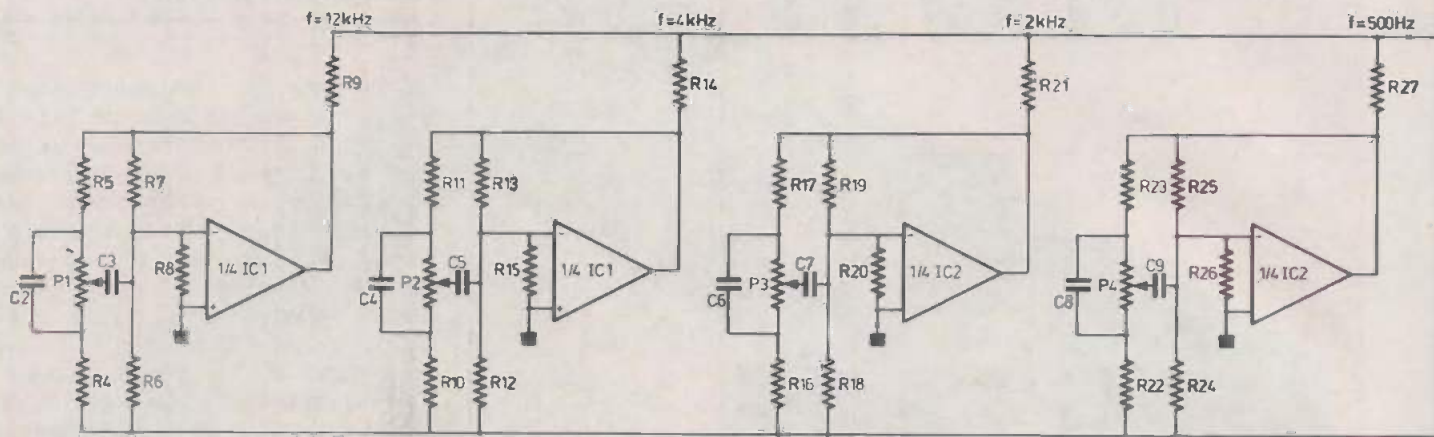 f=12kHz f=4kHz f=2kHz f=500Hz
R9 R14 R21 R27
R5 R7 R11 R13 R17 R19 R23 R25
C2 P1 C3 R8 - + 1/4 IC1 C4 P2 C5 R15 - + 1/4 IC1 C6 P3 C7 R20 - + 1/4 IC2 C8 P4 C9 R26 - + 1/4 IC2
R4 R6 R10 R12 R16 R18 R22 R24